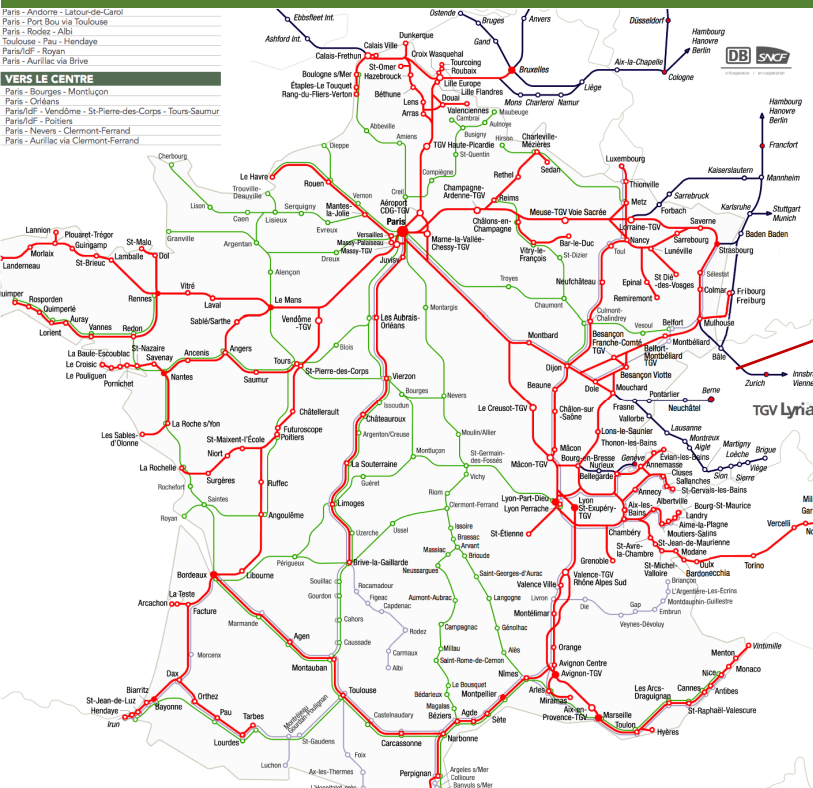 Paris - Andorre - Latour-de-Carol
Paris - Port Bou via Toulouse
Paris - Rodez - Albi
Toulouse - Pau - Hendaye
Paris/IdF - Royan
Paris - Aurillac via Brive
VERS LE CENTRE
Paris - Bourges - Montluçon
Paris - Orléans
Paris/IdF - Vendôme - St-Pierre-des-Corps - Tours-Saumur
Paris/IdF - Poitiers
Paris - Nevers - Clermont-Ferrand
Paris - Aurillac via Clermont-Ferrand
Ebbsfleet Int.
Ashford Int.
Ostende
Bruges
Gand
Anvers
Düsseldorf
Hambourg
Hanovre
Berlin
DB SNCF
Aix-la-Chapelle
Cologne
Bruxelles
Liège
Mons Charleroi Namur
Dunkerque
Calais Ville
Calais-Frethun
Croix Wasquehal
Tourcoing
Roubaix
Lille Europe
Lille Flandres
St-Omer
Hazebrouck
Boulogne s/Mer
Étaples-Le Touquet
Rang-du-Fliers-Verton
Béthune
Lens
Arras
Douai
Valenciennes
Cambrai
Maubeuge
Aulnoye
Busigny
Hirson
St-Quentin
Charleville-
Mézières
Sedan
Rethel
Reims
Abbeville
Amiens
TGV Haute-Picardie
Compiègne
Creil
Champagne-
Ardenne-TGV
Châlons-en-
Champagne
Meuse-TGV Voie Sacrée
Vitry-le-
François
Bar-le-Duc
St-Dizier
Hambourg
Hanovre
Berlin
Francfort
Mannheim
Kaiserslautern
Sarrebruck
Forbach
Karlsruhe
Stuttgart
Munich
Baden Baden
Luxembourg
Thionville
Metz
Lorraine-TGV
Nancy
Toul
Saverne
Sarrebourg
Lunéville
Strasbourg
St Dié
-des-Vosges
Epinal
Remiremont
Neufchâteau
Sélestat
Colmar
Fribourg
Freiburg
Mulhouse
Bâle
Zurich
Innsbr
Vienne
Cherbourg
Dieppe
Le Havre
Rouen
Trouville-
Deauville
Lison
Caen
Lisieux
Serquigny
Evreux
Vernon
Mantes-
la-Jolie
Granville
Argentan
Alençon
Dreux
Aéroport
CDG-TGV
Paris
Versailles
Massy-Palaiseau
Massy-TGV
Juvisy
Marne-la-Vallée-
Chessy-TGV
Lannion
Plouaret-Trégor
Guingamp
St-Brieuc
Lamballe
St-Malo
Dol
Morlaix
Landerneau
uimper
Rosporden
Quimperlé
Auray
Lorient
Vannes
Redon
Rennes
Vitré
Laval
Le Mans
Sablé/Sarthe
Vendôme
-TGV
Les Aubrais-
Orléans
Blois
Montargis
Troyes
Chaumont
Culmont-
Chalindrey
Vesoul
Belfort
Montbéliard
Belfort-
Montbéliard
TGV
Besançon
Franche-Comté
TGV
Besançon Viotte
Montbard
Dijon
Dole
Mouchard
Frasne
Pontarlier
Berne
Neuchâtel
TGV Lyria
Vallorbe
Lausanne
Montreux
Aigle
Martigny
Loèche
Brigue
Viège
Sion Sierre
La Baule-Escoublac
Le Croisic
Le Pouliguen
Pornichet
St-Nazaire
Savenay
Nantes
Ancenis
Angers
Saumur
Tours
St-Pierre-des-Corps
Vierzon
Bourges
Issoudun
Nevers
Châteauroux
Argenton/Creuse
Moulin/Allier
Montluçon
St-Germain-
des-Fossés
Vichy
Riom
Clermont-Ferrand
Beaune
Le Creusot-TGV
Châlon-sur
-Saône
Lons-le-Saunier
Thonon-les-Bains
Mâcon
Mâcon-TGV
Bourg-en-Bresse
Nurieux
Genève
Bellegarde
Évian-les-Bains
Annemasse
Cluses
Sallanches
St-Gervais-les-Bains
Annecy
Aix-les-
Bains
Albertville
Bourg-St-Maurice
Landry
Aime-la-Plagne
Moutiers-Salins
St-Jean-de-Maurienne
Modane
Chambéry
St-Avre-
la-Chambre
St-Michel-
Valloire
Oulx
Bardonecchia
Torino
Vercelli
Mil
Gar
No
La Roche s/Yon
Les Sables-
d'Olonne
La Rochelle
St-Maixent-l'École
Niort
Surgères
Châtellerault
Futuroscope
Poitiers
Ruffec
Angoulême
Rochefort
Saintes
Royan
La Souterraine
Guéret
Limoges
Uzerche
Ussel
Périgueux
Brive-la-Gaillarde
Lyon-Part-Dieu
Lyon Perrache
Lyon
St-Exupéry-
TGV
St-Étienne
Grenoble
Issoire
Brassac
Arvant
Brioude
Massiac
Neussargues
Saint-Georges-d'Aurac
Aumont-Aubrac
Langogne
Campagnac
Génolhac
Millau
Saint-Rome-de-Cernon
Alès
Valence-TGV
Rhône Alpes Sud
Valence Ville
Livron
Die
Gap
Embrun
Veynes-Dévoluy
Briançon
L'Argentière-Les-Écrins
Montdauphin-Guillestre
Montélimar
Orange
Avignon Centre
Avignon-TGV
Bordeaux
Libourne
La Teste
Arcachon
Facture
Marmande
Morcenx
Agen
Montauban
Souillac
Gourdon
Cahors
Caussade
Rocamadour
Figeac
Capdenac
Rodez
Carmaux
Albi
Dax
Biarritz
St-Jean-de-Luz
Hendaye
Irun
Bayonne
Orthez
Pau
Tarbes
Lourdes
Montréjeau
Gourdan-Polignan
St-Gaudens
Luchon
Toulouse
Castelnaudary
Carcassonne
Foix
Ax-les-Thermes
L'Hospitalet-près
Le Bousquet
Bédarieux
Magalas
Béziers
Narbonne
Perpignan
Argeles s/Mer
Collioure
Banyuls s/Mer
Agde
Sète
Montpellier
Nîmes
Arles
Miramas
Aix-en
Provence-TGV
Marseille
Toulon
Hyères
Les Arcs-
Draguignan
St-Raphaël-Valescure
Cannes
Antibes
Nice
Monaco
Menton
Vintimille